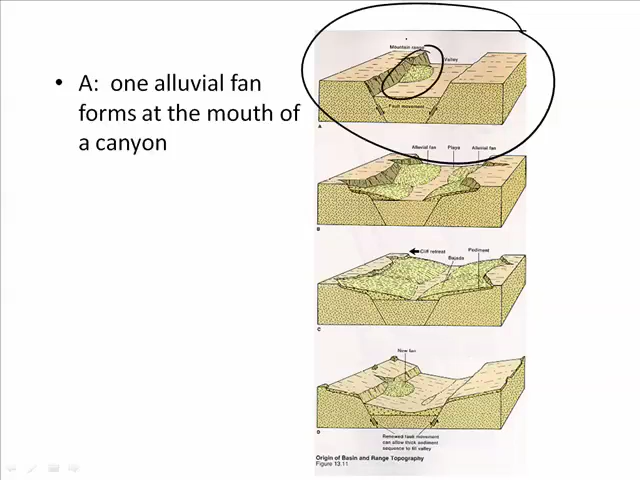 • A: one alluvial fan
forms at the mouth of
a canyon
Mountain range
Valley
Fault movement
A
Alluvial fan Playa Alluvial fan
B
Cliff retreat
Pediment
Bajada
C
New fan
D
Renewed fault movement
can allow thick sediment
sequence to fill valley
Origin of Basin and Range Topography
Figure 13.11